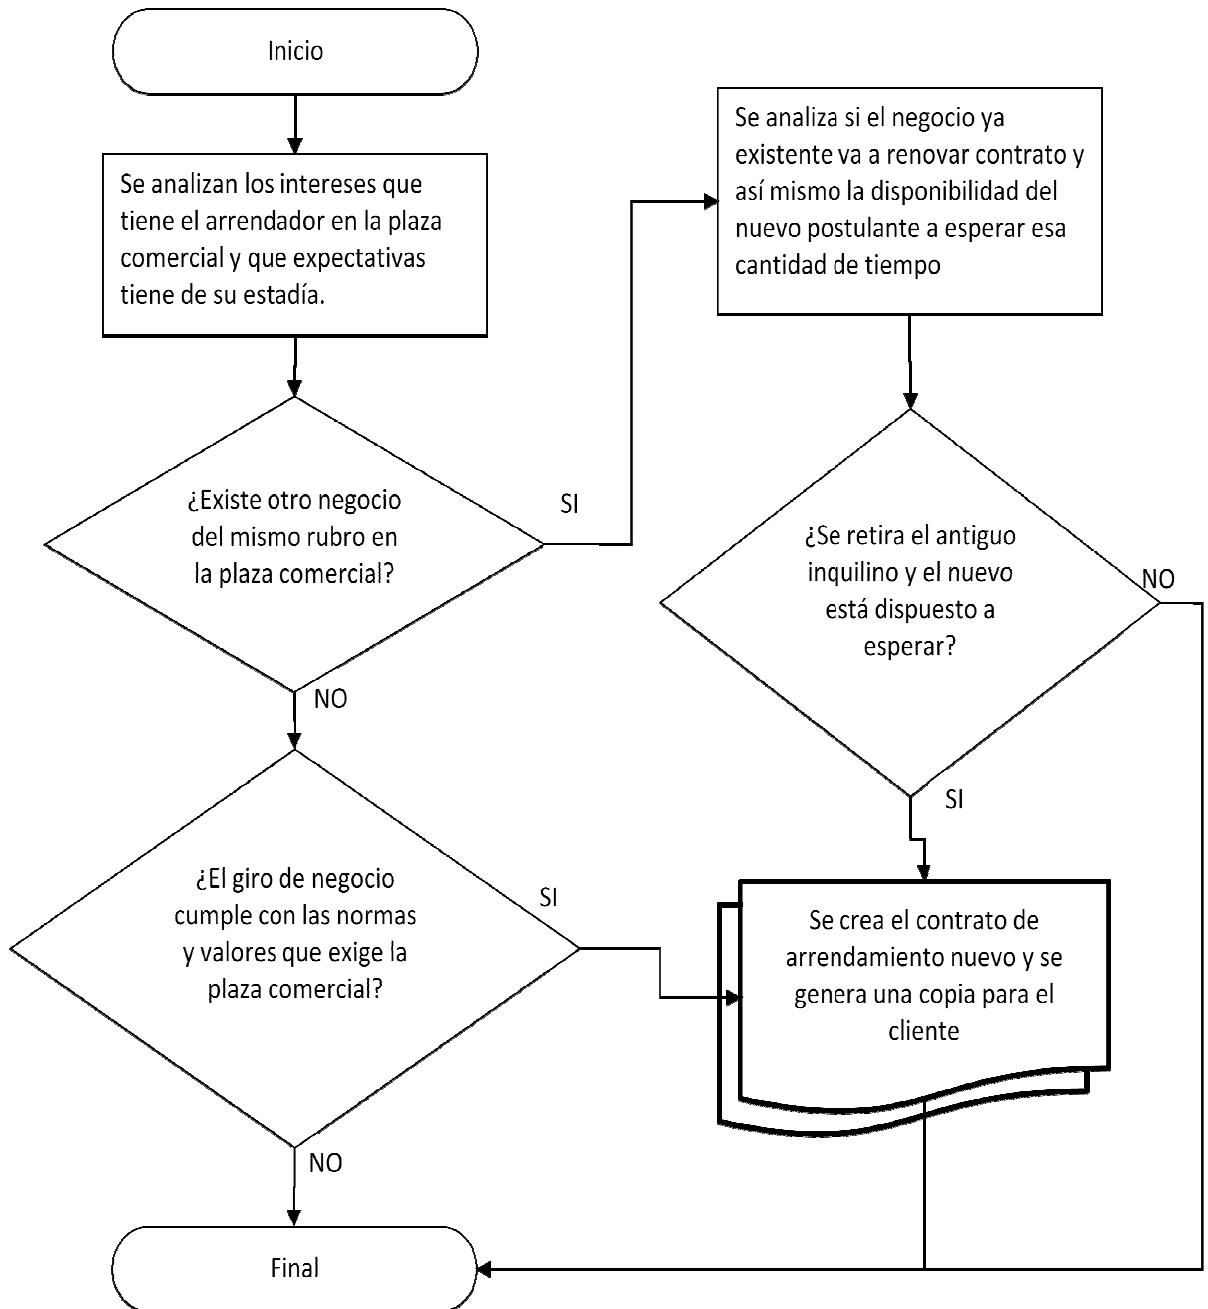 Inicio
Se analizan los intereses que
tiene el arrendador en la plaza
comercial y que expectativas
tiene de su estadía.
¿Existe otro negocio
del mismo rubro en
la plaza comercial?
SI
NO
Se analiza si el negocio ya
existente va a renovar contrato y
así mismo la disponibilidad del
nuevo postulante a esperar esa
cantidad de tiempo
¿Se retira el antiguo
inquilino y el nuevo
está dispuesto a
esperar?
NO
SI
¿El giro de negocio
cumple con las normas
y valores que exige la
plaza comercial?
SI
NO
Se crea el contrato de
arrendamiento nuevo y se
genera una copia para el
cliente
Final